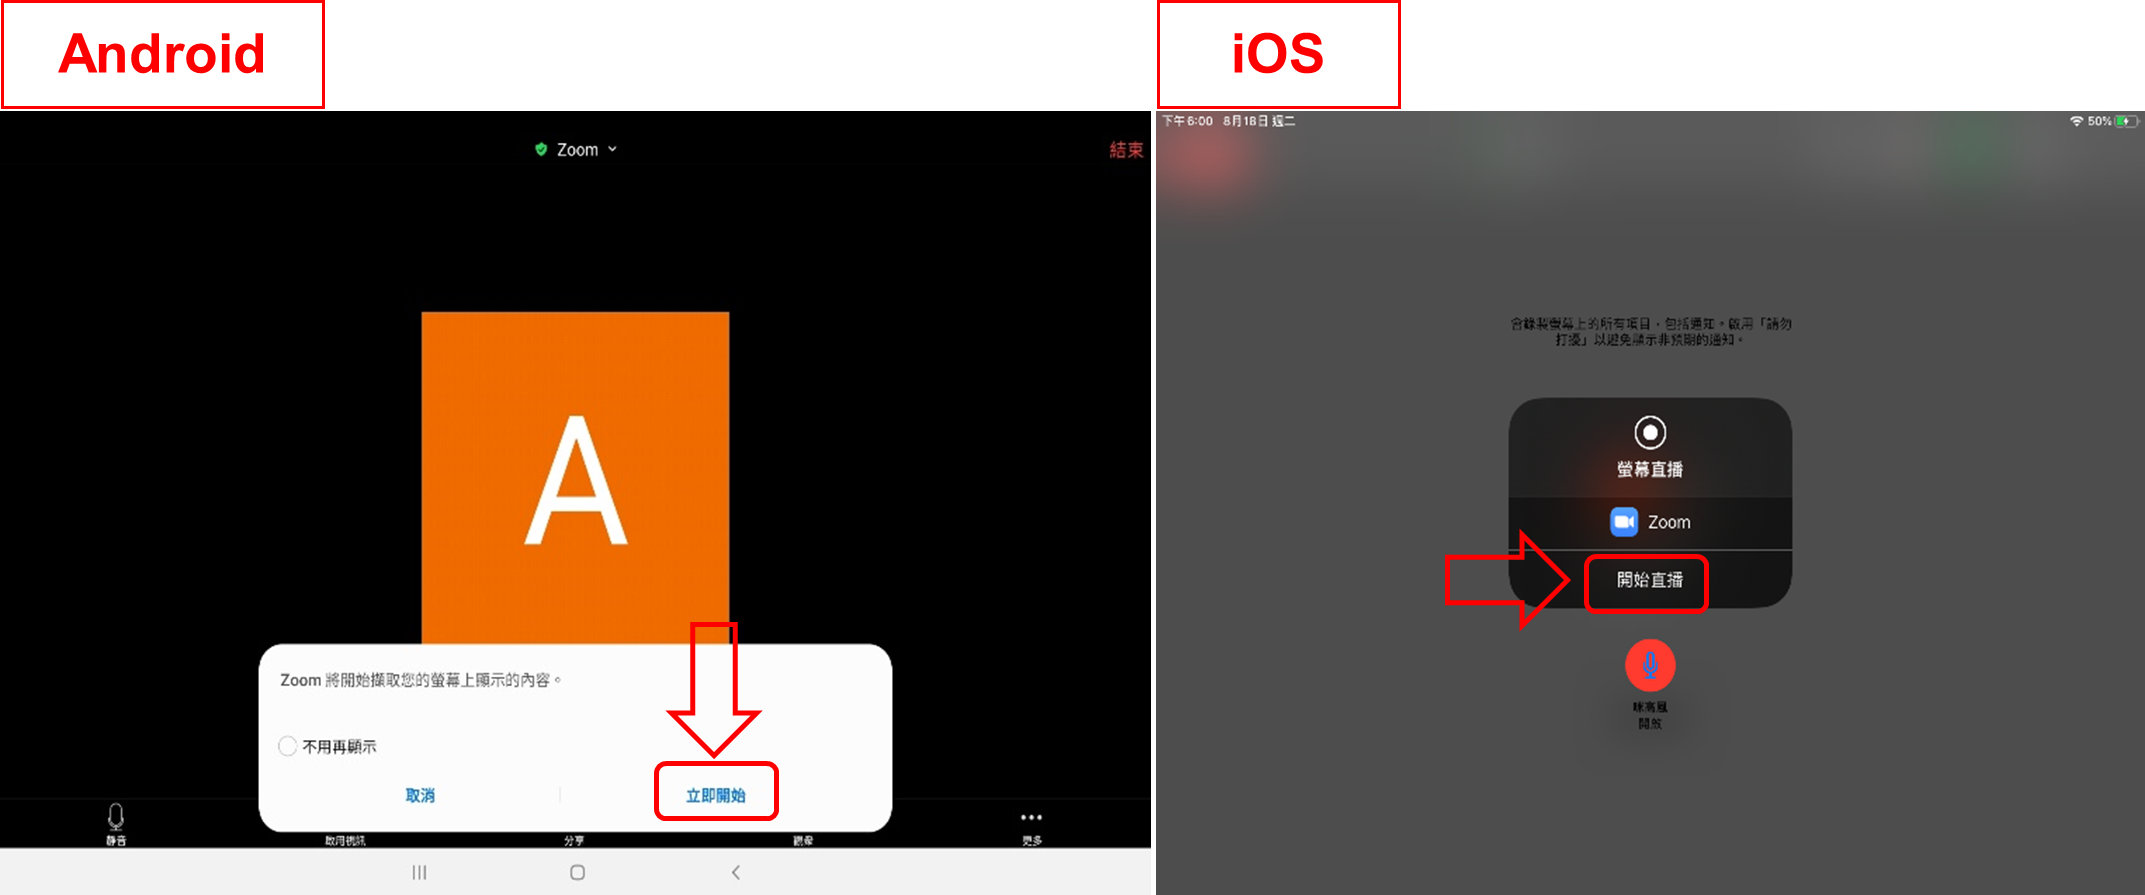 Android
Zoom
結束
A
Zoom 將開始擷取您的螢幕上顯示的內容。
不用再顯示
取消
立即開始
靜音
啟用視訊
分享
更多
iOS
下午6:00 8月18日 週二
50%
會錄製螢幕上的所有項目，包括通知。啟用「請勿
打擾」以避免顯示非預期的通知。
螢幕直播
Zoom
開始直播
麥克風
開啟